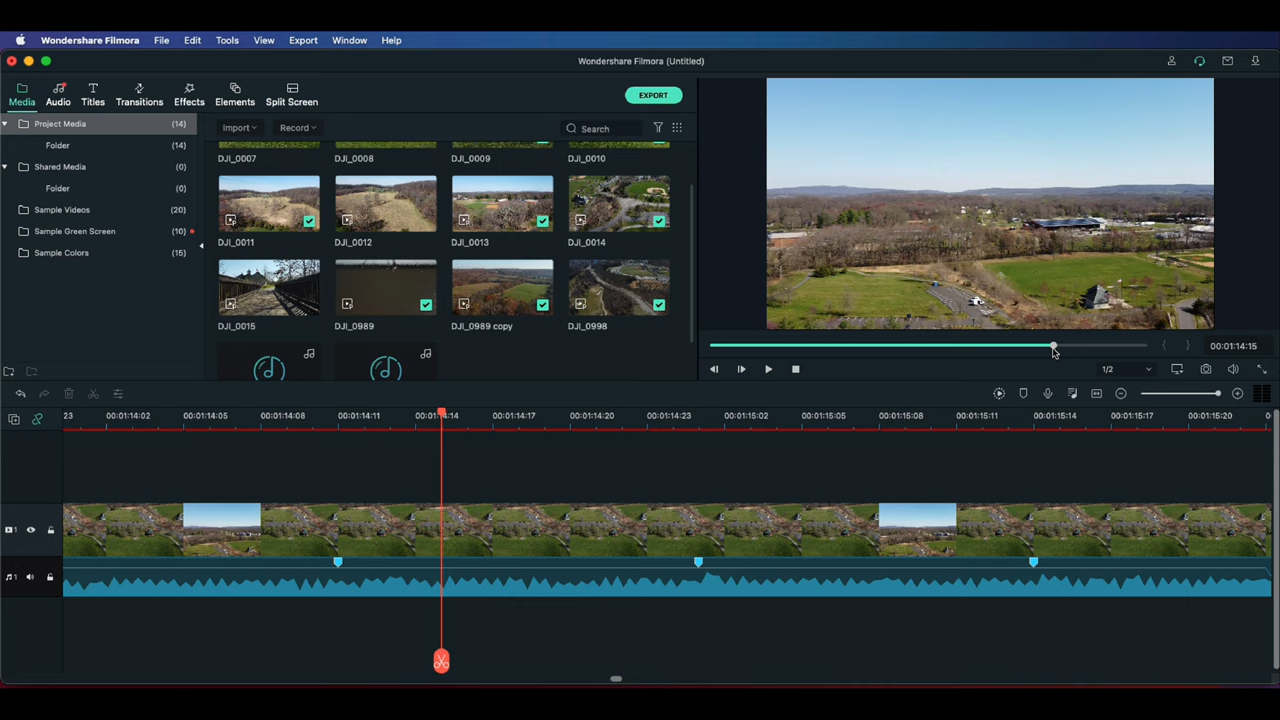 Wondershare Filmora File Edit Tools View Export Window Help
Wondershare Filmora (Untitled)
Media Audio Titles Transitions Effects Elements Split Screen
EXPORT
Project Media (14)
Folder (14)
Shared Media (0)
Folder (0)
Sample Videos (20)
Sample Green Screen (10)
Sample Colors (15)
Import Record Search
DJI_0007 DJI_0008 DJI_0009 DJI_0010
DJI_0011 DJI_0012 DJI_0013 DJI_0014
DJI_0015 DJI_0989 DJI_0989 copy DJI_0998
00:01:14:15
1/2
23 00:01:14:02 00:01:14:05 00:01:14:08 00:01:14:11 00:01:14:14 00:01:14:17 00:01:14:20 00:01:14:23 00:01:15:02 00:01:15:05 00:01:15:08 00:01:15:11 00:01:15:14 00:01:15:17 00:01:15:20
1
1